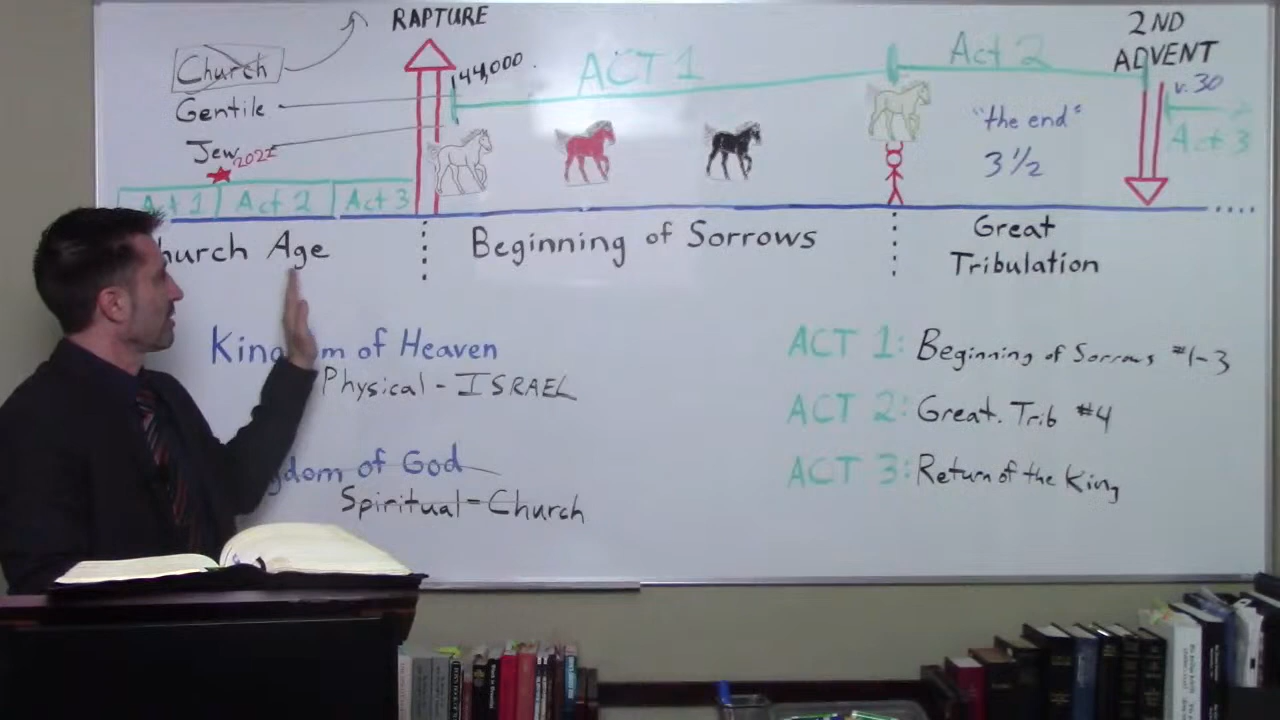 RAPTURE
2ND
ADVENT
Church
144,000
ACT 1
Act 2
Gentile
v.30
"the end"
Act 3
Jew
2021
3 1/2
Act 1
Act 2
Act 3
Church Age
Beginning of Sorrows
Great
Tribulation
Kingdom of Heaven
Physical - ISRAEL
ACT 1: Beginning of Sorrows #1-3
ACT 2: Great. Trib #4
Kingdom of God
Spiritual = Church
ACT 3: Return of the King